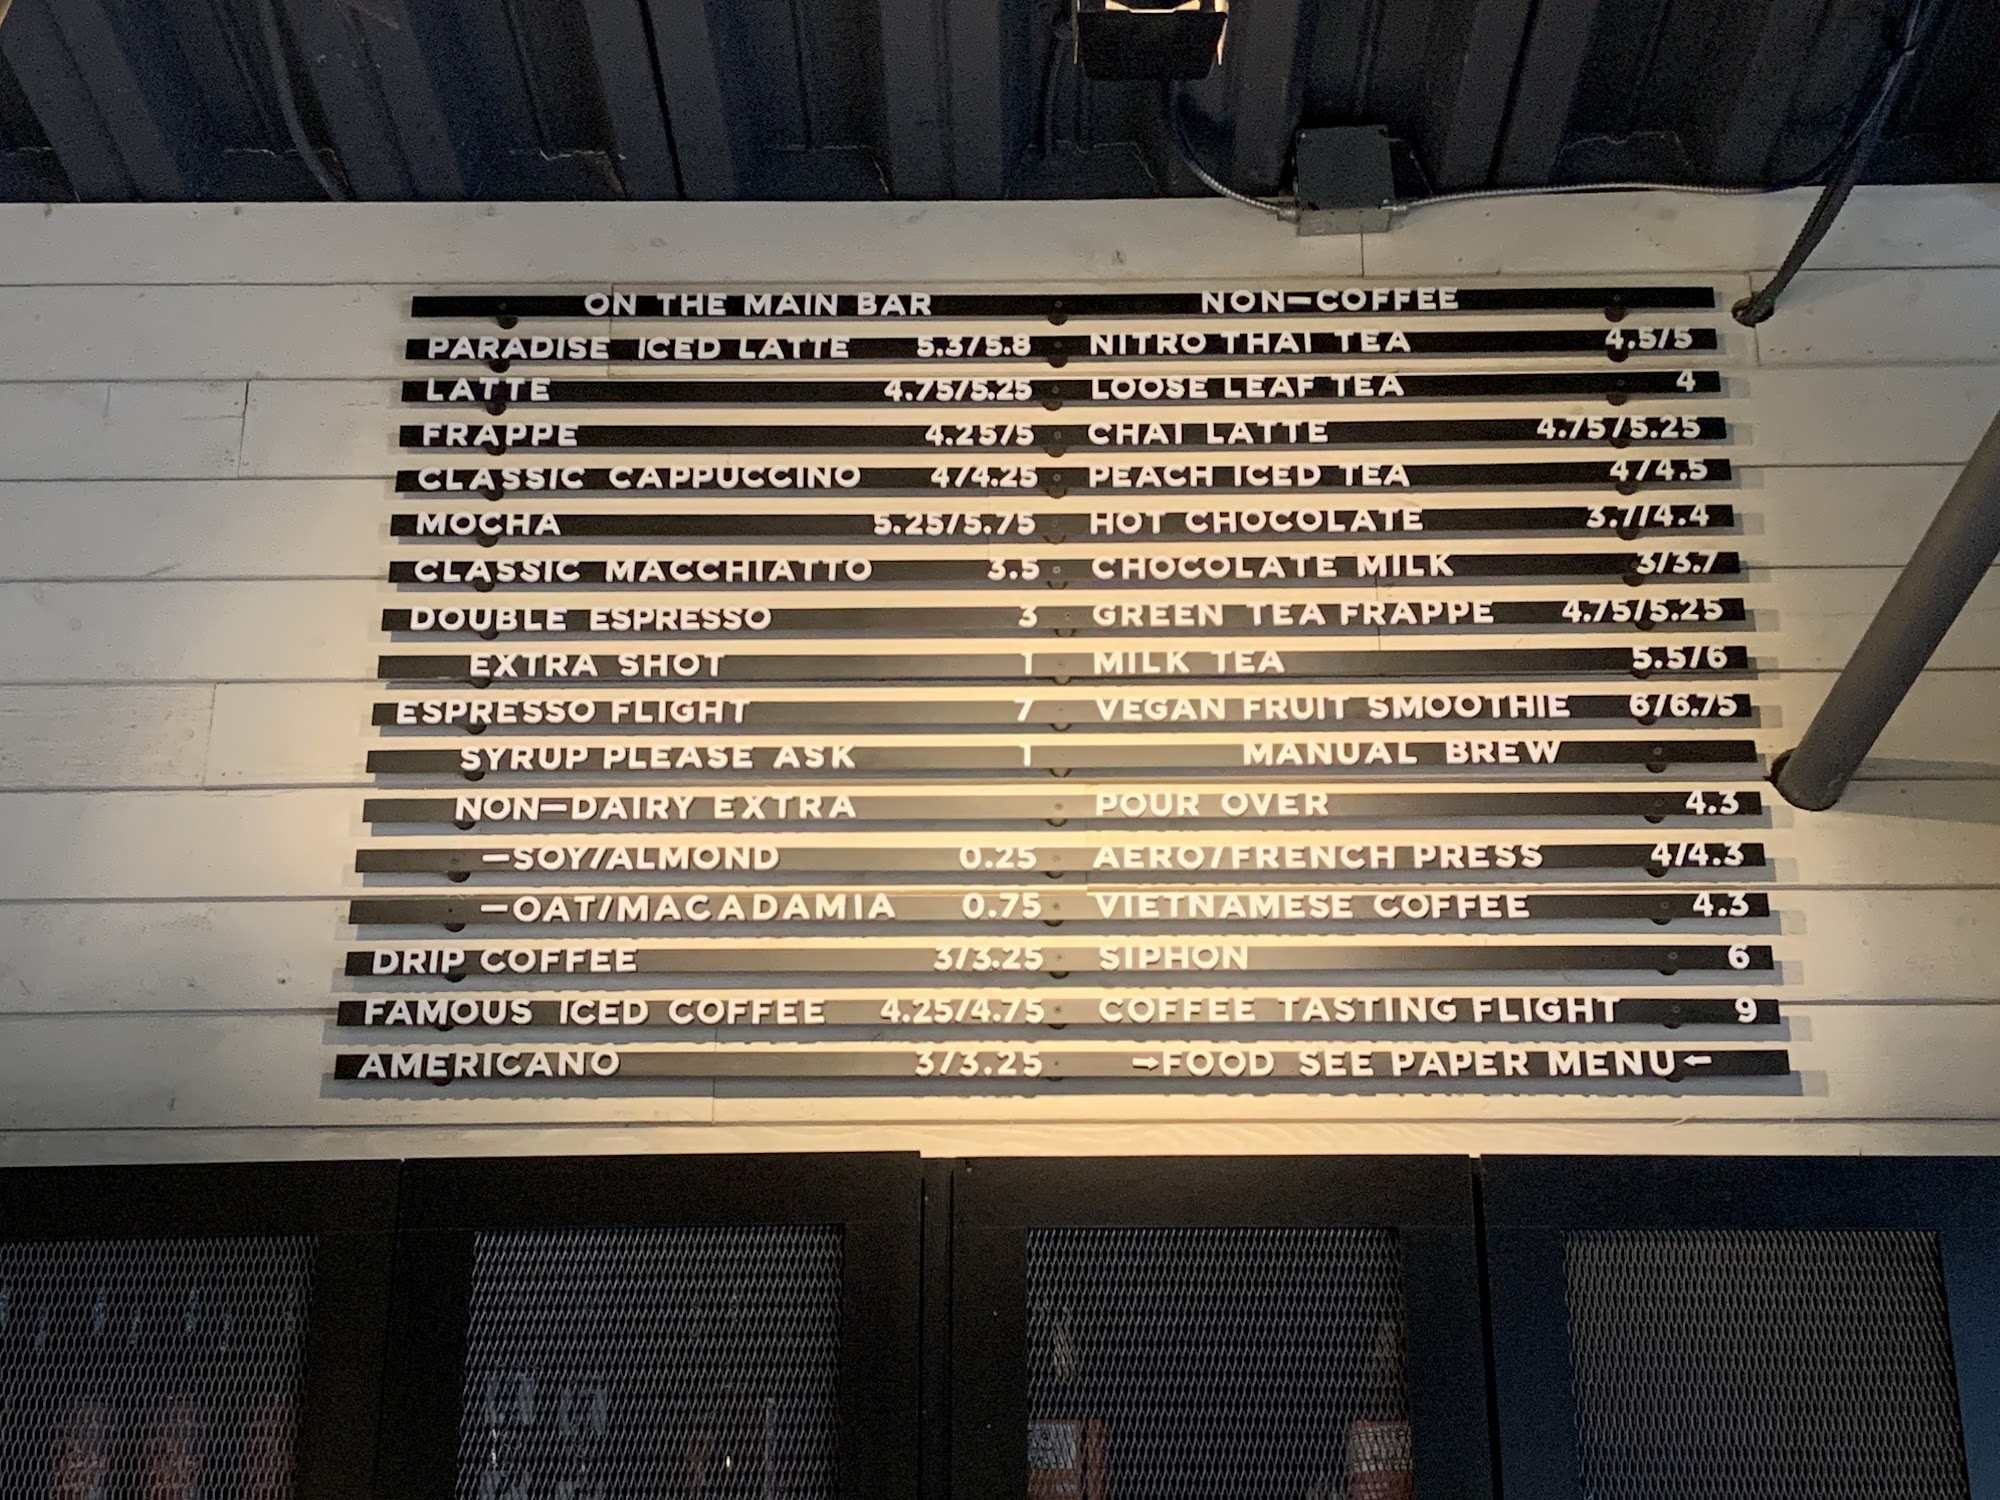 ON THE MAIN BAR
PARADISE ICED LATTE 5.3/5.8
LATTE 4.75/5.25
FRAPPE 4.25/5
CLASSIC CAPPUCCINO 4/4.25
MOCHA 5.25/5.75
CLASSIC MACCHIATTO 3.5
DOUBLE ESPRESSO 3
EXTRA SHOT 1
ESPRESSO FLIGHT 7
SYRUP PLEASE ASK 1
NON-DAIRY EXTRA
-SOY/ALMOND 0.25
-OAT/MACADAMIA 0.75
DRIP COFFEE 3/3.25
FAMOUS ICED COFFEE 4.25/4.75
AMERICANO 3/3.25
NON-COFFEE
NITRO THAI TEA 4.5/5
LOOSE LEAF TEA 4
CHAI LATTE 4.75/5.25
PEACH ICED TEA 4/4.5
HOT CHOCOLATE 3.7/4.4
CHOCOLATE MILK 3/3.7
GREEN TEA FRAPPE 4.75/5.25
MILK TEA 5.5/6
VEGAN FRUIT SMOOTHIE 6/6.75
MANUAL BREW
POUR OVER 4.3
AERO/FRENCH PRESS 4/4.3
VIETNAMESE COFFEE 4.3
SIPHON 6
COFFEE TASTING FLIGHT 9
→FOOD SEE PAPER MENU←